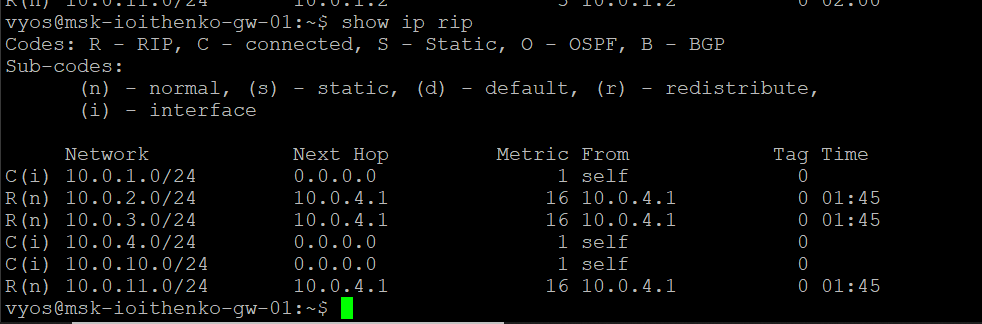 R(n) 10.0.11.0/24 10.0.1.2 3 10.0.1.2 0 02:00
vyos@msk-ioithenko-gw-01:~$ show ip rip
Codes: R - RIP, C - connected, S - Static, O - OSPF, B - BGP
Sub-codes:
(n) - normal, (s) - static, (d) - default, (r) - redistribute,
(i) - interface
Network Next Hop Metric From Tag Time
C(i) 10.0.1.0/24 0.0.0.0 1 self 0
R(n) 10.0.2.0/24 10.0.4.1 16 10.0.4.1 0 01:45
R(n) 10.0.3.0/24 10.0.4.1 16 10.0.4.1 0 01:45
C(i) 10.0.4.0/24 0.0.0.0 1 self 0
C(i) 10.0.10.0/24 0.0.0.0 1 self 0
R(n) 10.0.11.0/24 10.0.4.1 16 10.0.4.1 0 01:45
vyos@msk-ioithenko-gw-01:~$